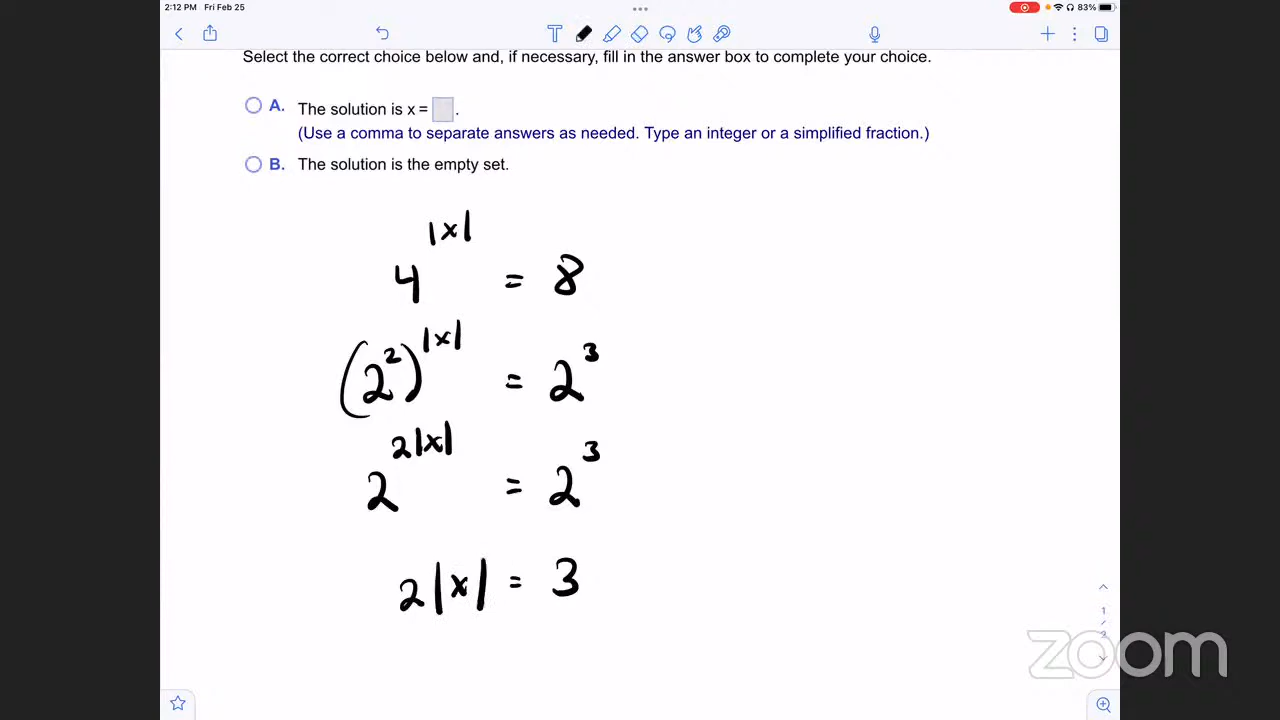 2:12 PM Fri Feb 25
83%
Select the correct choice below and, if necessary, fill in the answer box to complete your choice.
A. The solution is x = .
(Use a comma to separate answers as needed. Type an integer or a simplified fraction.)
B. The solution is the empty set.
4^|x| = 8
(2^2)^|x| = 2^3
2^2|x| = 2^3
2|x| = 3
1
/
zoom